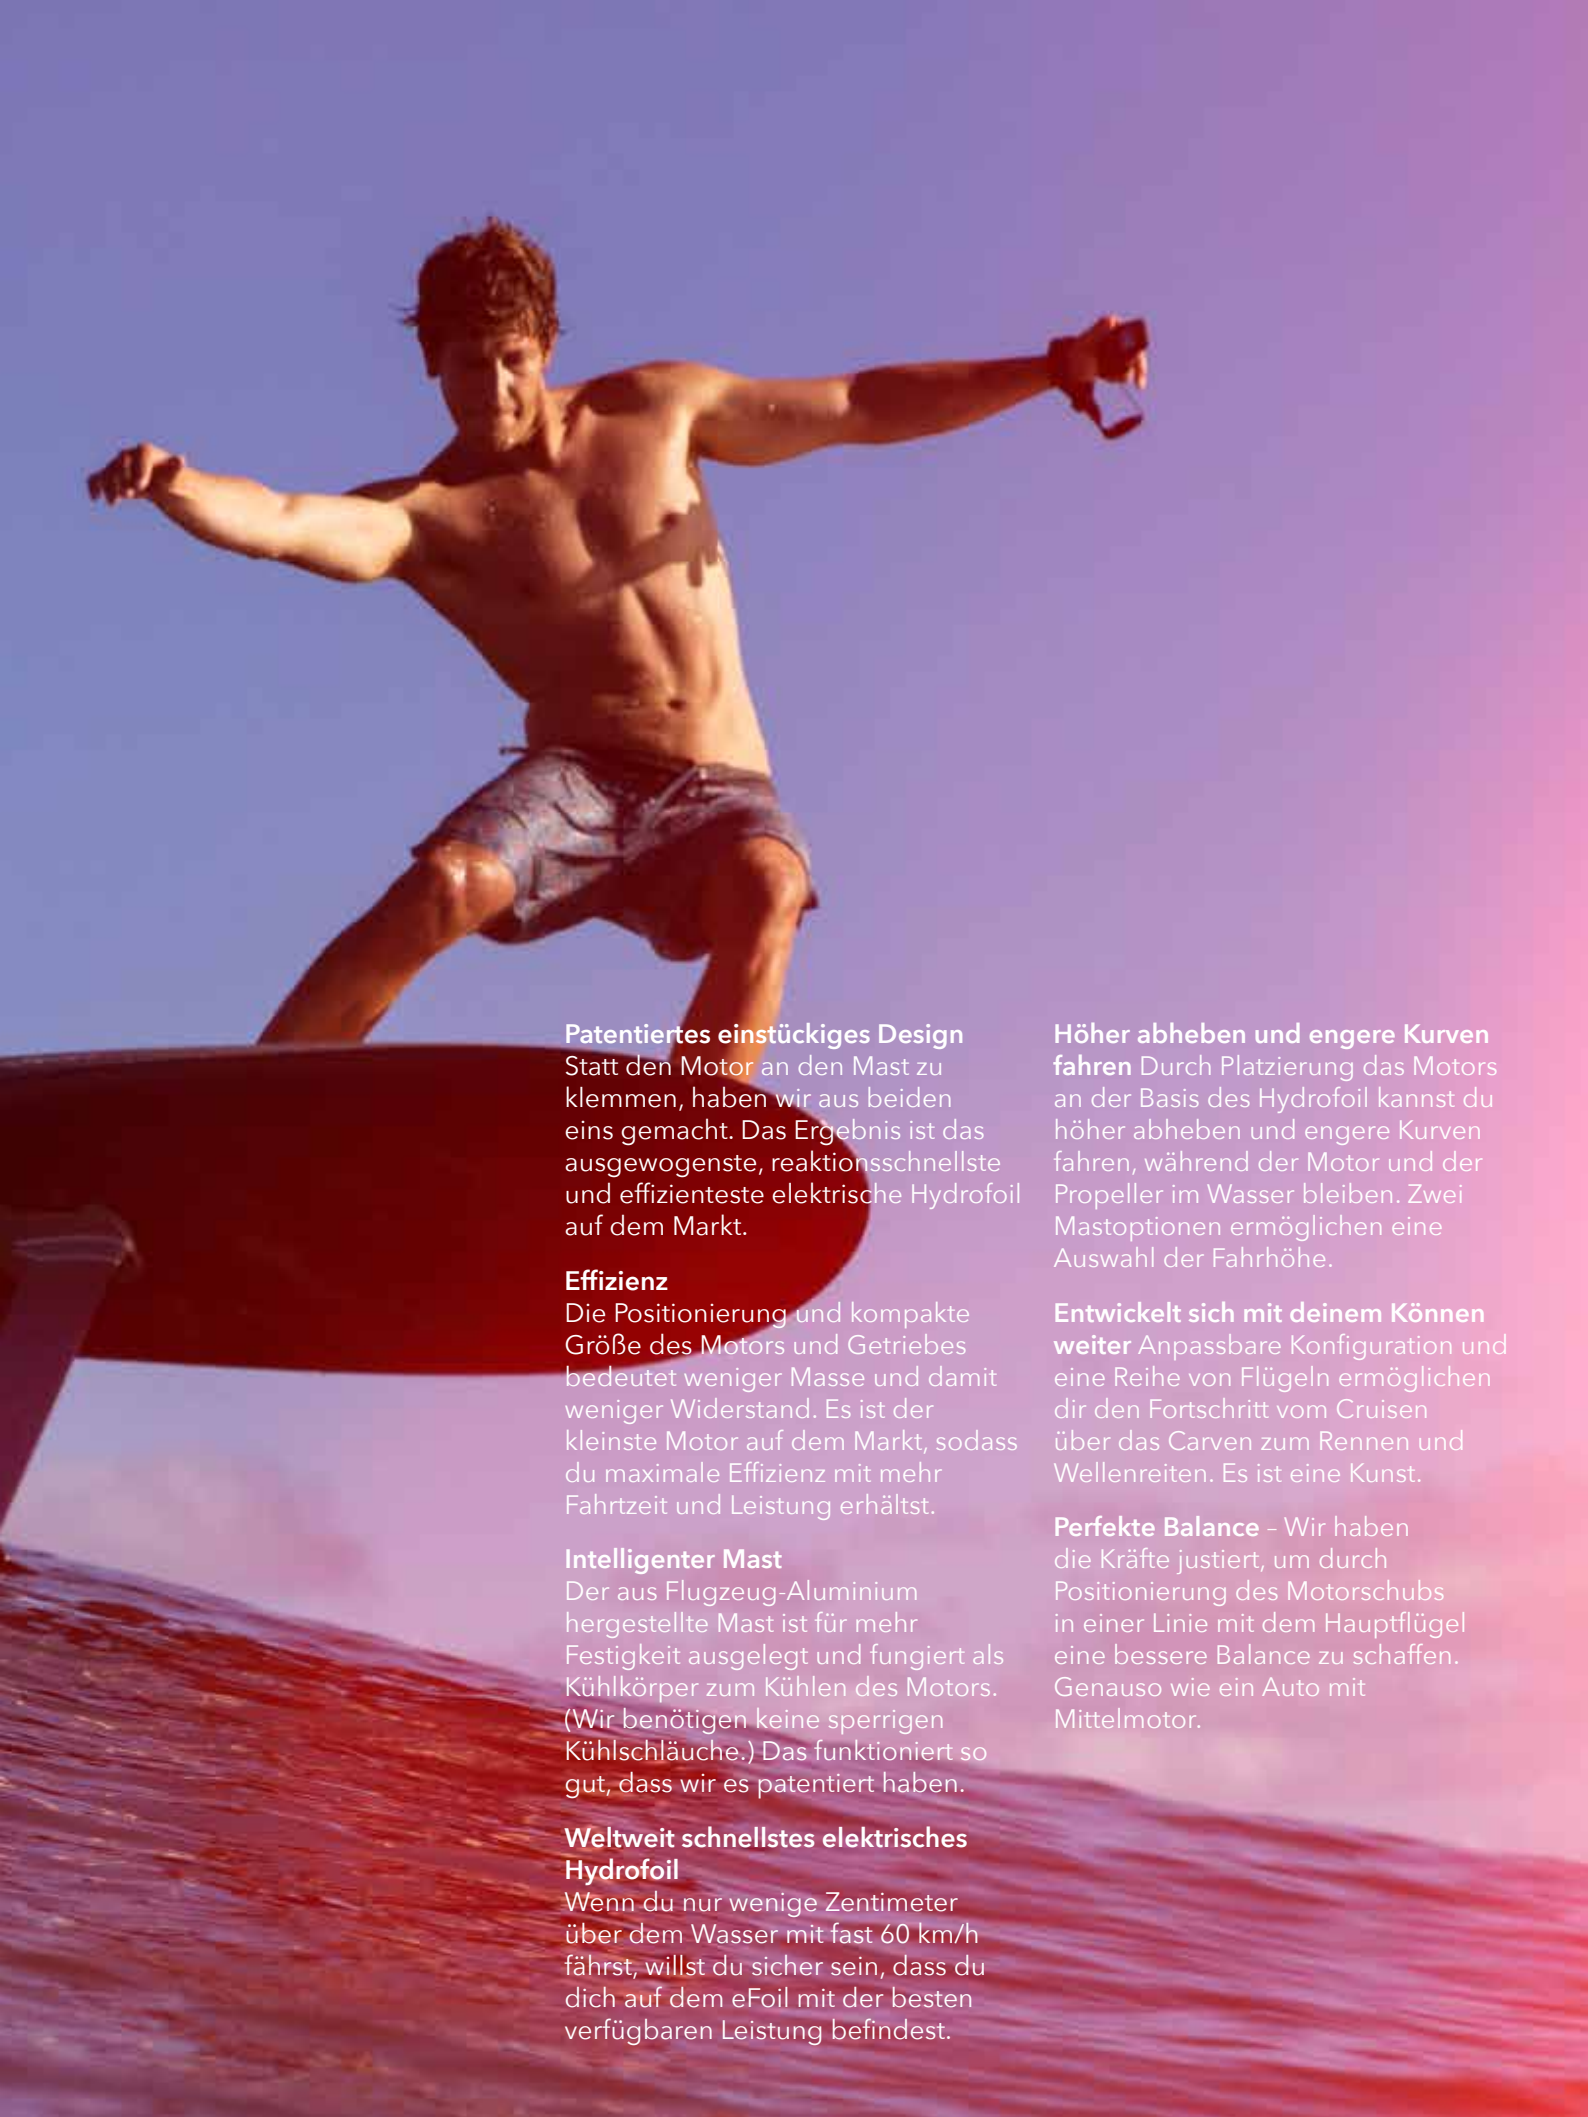 Patentiertes einstückiges Design
Statt den Motor an den Mast zu
klemmen, haben wir aus beiden
eins gemacht. Das Ergebnis ist das
ausgewogenste, reaktionsschnellste
und effizienteste elektrische Hydrofoil
auf dem Markt.
Effizienz
Die Positionierung und kompakte
Größe des Motors und Getriebes
bedeutet weniger Masse und damit
weniger Widerstand. Es ist der
kleinste Motor auf dem Markt, sodass
du maximale Effizienz mit mehr
Fahrtzeit und Leistung erhältst.
Intelligenter Mast
Der aus Flugzeug-Aluminium
hergestellte Mast ist für mehr
Festigkeit ausgelegt und fungiert als
Kühlkörper zum Kühlen des Motors.
(Wir benötigen keine sperrigen
Kühlschläuche.) Das funktioniert so
gut, dass wir es patentiert haben.
Weltweit schnellstes elektrisches
Hydrofoil
Wenn du nur wenige Zentimeter
über dem Wasser mit fast 60 km/h
fährst, willst du sicher sein, dass du
dich auf dem eFoil mit der besten
verfügbaren Leistung befindest.
Höher abheben und engere Kurven
fahren Durch Platzierung das Motors
an der Basis des Hydrofoil kannst du
höher abheben und engere Kurven
fahren, während der Motor und der
Propeller im Wasser bleiben. Zwei
Mastoptionen ermöglichen eine
Auswahl der Fahrhöhe.
Entwickelt sich mit deinem Können
weiter Anpassbare Konfiguration und
eine Reihe von Flügeln ermöglichen
dir den Fortschritt vom Cruisen
über das Carven zum Rennen und
Wellenreiten. Es ist eine Kunst.
Perfekte Balance – Wir haben
die Kräfte justiert, um durch
Positionierung des Motorschubs
in einer Linie mit dem Hauptflügel
eine bessere Balance zu schaffen.
Genauso wie ein Auto mit
Mittelmotor.